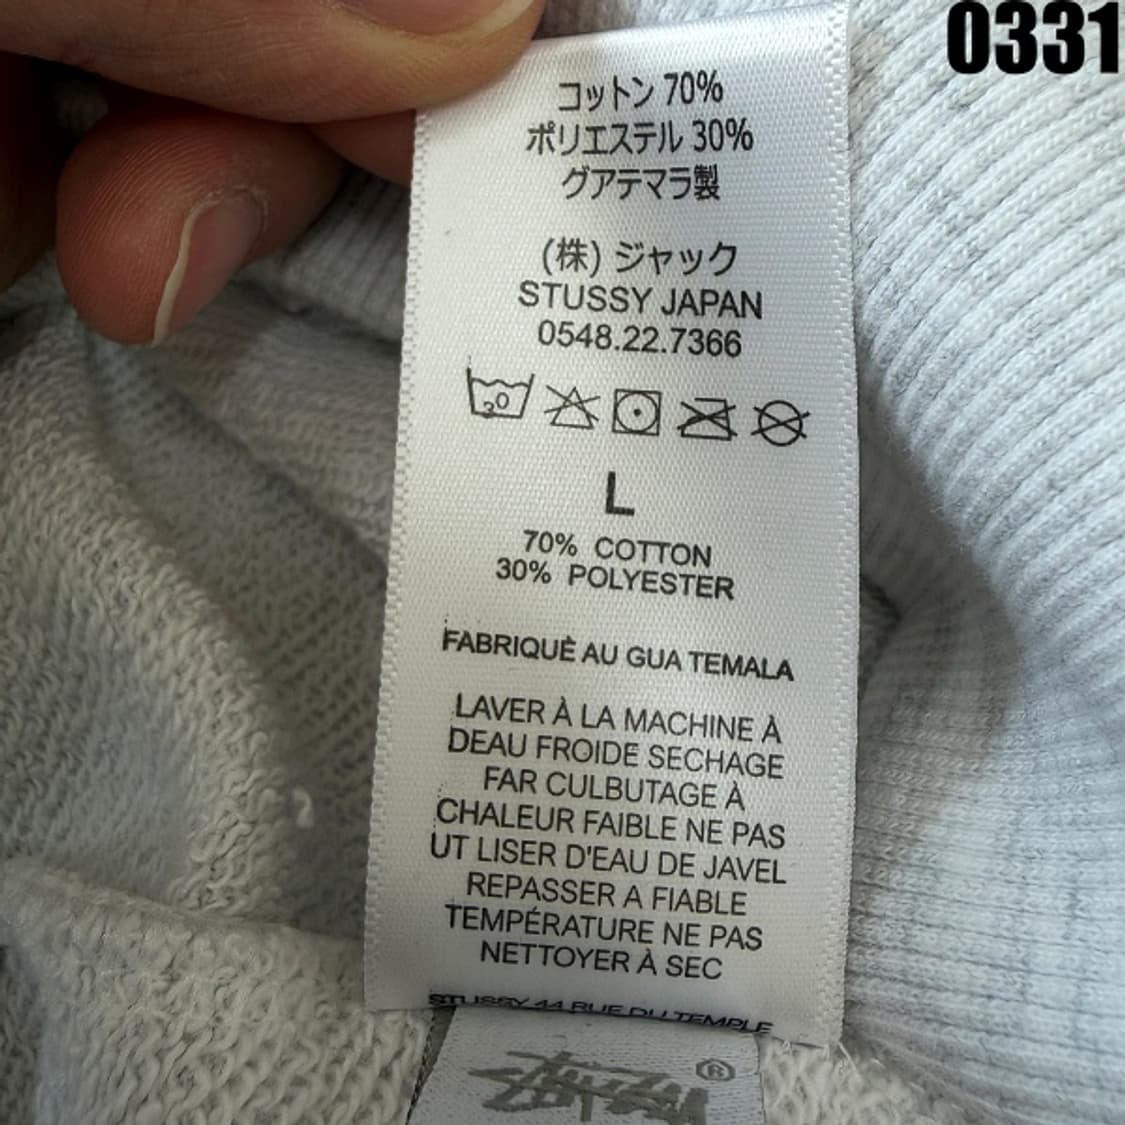 0331
コットン 70%
ポリエステル 30%
グアテマラ製
(株) ジャック
STUSSY JAPAN
0548.22.7366
30
L
70% COTTON
30% POLYESTER
FABRIQUÈ AU GUA TEMALA
LAVER À LA MACHINE À
DEAU FROIDE SECHAGE
FAR CULBUTAGE À
CHALEUR FAIBLE NE PAS
UT LISER D'EAU DE JAVEL
REPASSER A FIABLE
TEMPÉRATURE NE PAS
NETTOYER À SEC
STUSSY 44 RUE DU TEMPLE
Stüssy ®